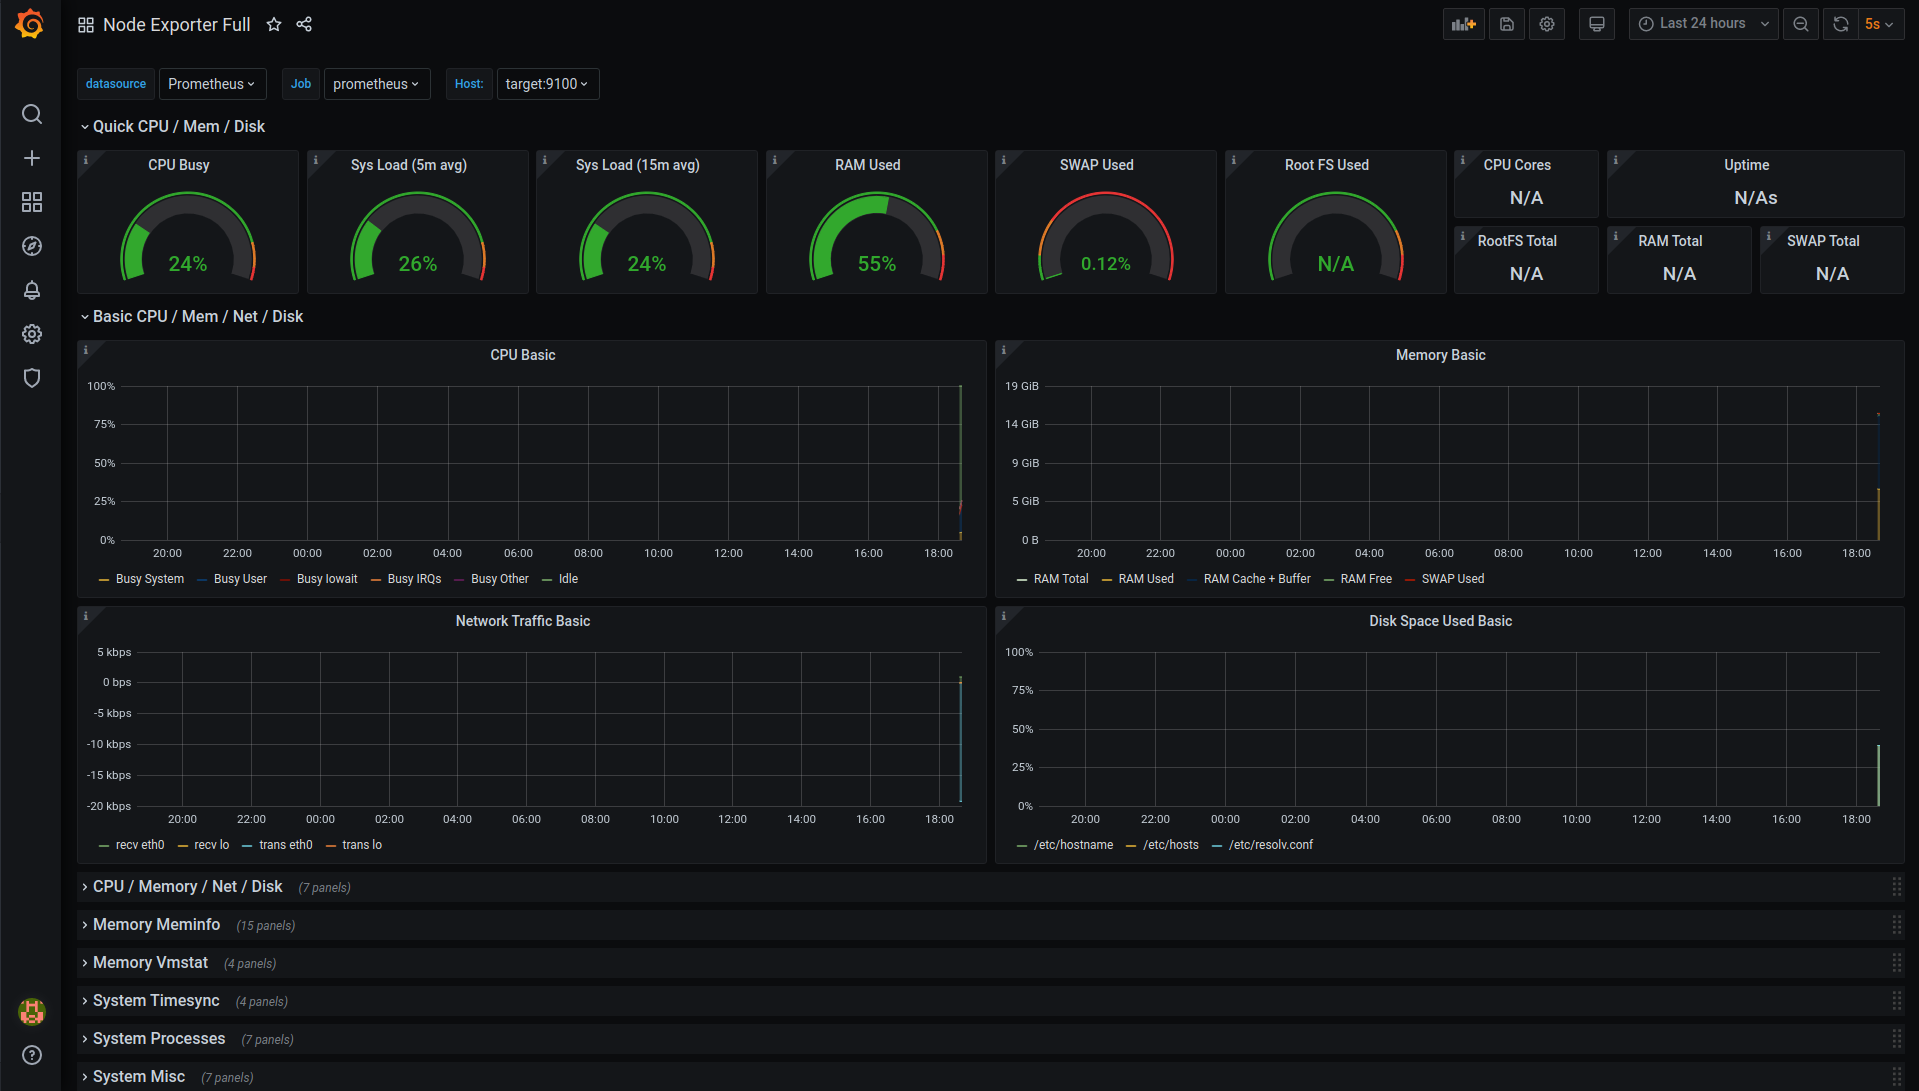 Node Exporter Full
Last 24 hours
5s
datasource Prometheus Job prometheus Host: target:9100
Quick CPU / Mem / Disk
CPU Busy
24%
Sys Load (5m avg)
26%
Sys Load (15m avg)
24%
RAM Used
55%
SWAP Used
0.12%
Root FS Used
N/A
CPU Cores
N/A
Uptime
N/As
RootFS Total
N/A
RAM Total
N/A
SWAP Total
N/A
Basic CPU / Mem / Net / Disk
CPU Basic
100%
75%
50%
25%
0%
20:00 22:00 00:00 02:00 04:00 06:00 08:00 10:00 12:00 14:00 16:00 18:00
Busy System Busy User Busy Iowait Busy IRQs Busy Other Idle
Memory Basic
19 GiB
14 GiB
9 GiB
5 GiB
0 B
20:00 22:00 00:00 02:00 04:00 06:00 08:00 10:00 12:00 14:00 16:00 18:00
RAM Total RAM Used RAM Cache + Buffer RAM Free SWAP Used
Network Traffic Basic
5 kbps
0 bps
-5 kbps
-10 kbps
-15 kbps
-20 kbps
20:00 22:00 00:00 02:00 04:00 06:00 08:00 10:00 12:00 14:00 16:00 18:00
recv eth0 recv lo trans eth0 trans lo
Disk Space Used Basic
100%
75%
50%
25%
0%
20:00 22:00 00:00 02:00 04:00 06:00 08:00 10:00 12:00 14:00 16:00 18:00
/etc/hostname /etc/hosts /etc/resolv.conf
CPU / Memory / Net / Disk (7 panels)
Memory Meminfo (15 panels)
Memory Vmstat (4 panels)
System Timesync (4 panels)
System Processes (7 panels)
System Misc (7 panels)